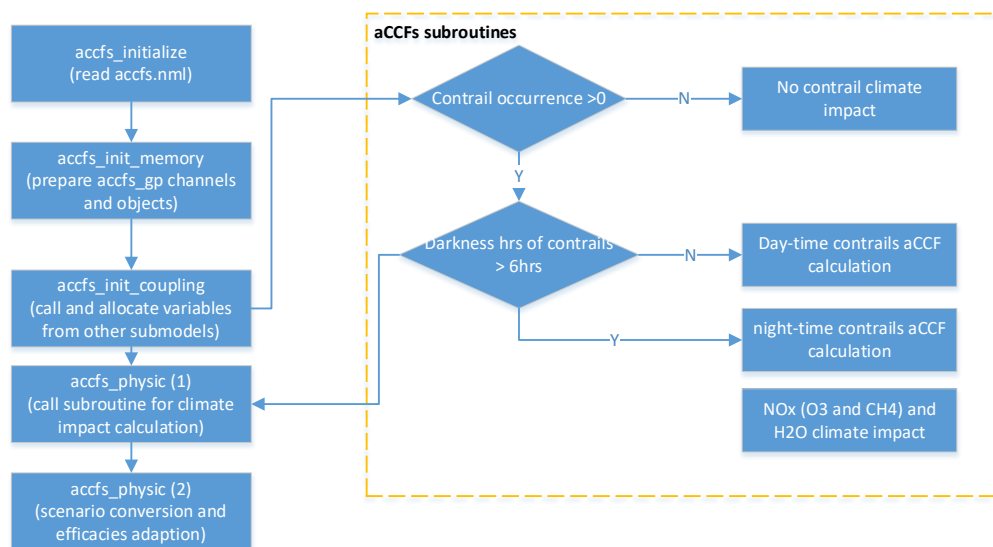 aCCFs subroutines
accfs_initialize
(read accfs.nml)
accfs_init_memory
(prepare accfs_gp channels
and objects)
accfs_init_coupling
(call and allocate variables
from other submodels)
accfs_physic (1)
(call subroutine for climate
impact calculation)
accfs_physic (2)
(scenario conversion and
efficacies adaption)
Contrail occurrence >0
N
No contrail climate
impact
Y
Darkness hrs of contrails
> 6hrs
N
Day-time contrails aCCF
calculation
Y
night-time contrails aCCF
calculation
NOx (O3 and CH4) and
H2O climate impact